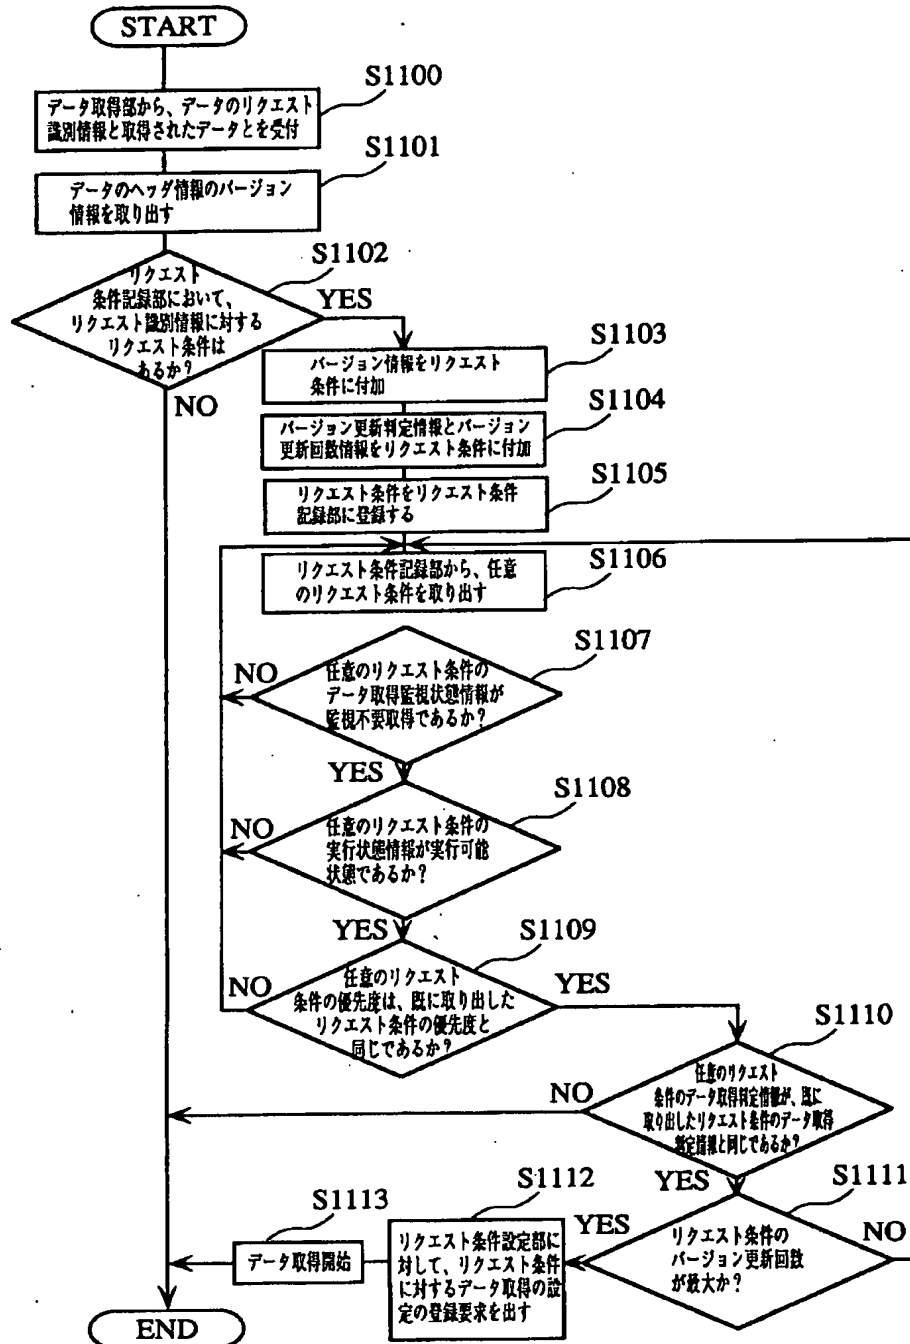 START
S1100
データ取得部から、データのリクエスト
識別情報と取得されたデータとを受付
S1101
データのヘッダ情報のバージョン
情報を取り出す
S1102
リクエスト
条件記録部において、
リクエスト識別情報に対する
リクエスト条件は
あるか?
YES
NO
S1103
バージョン情報をリクエスト
条件に付加
S1104
バージョン更新判定情報とバージョン
更新回数情報をリクエスト条件に付加
S1105
リクエスト条件をリクエスト条件
記録部に登録する
S1106
リクエスト条件記録部から、任意
のリクエスト条件を取り出す
S1107
NO
任意のリクエスト条件の
データ取得監視状態情報が
監視不要取得であるか?
YES
S1108
NO
任意のリクエスト条件の
実行状態情報が実行可能
状態であるか?
YES
S1109
NO
任意のリクエスト
条件の優先度は、既に取り出した
リクエスト条件の優先度と
同じであるか?
YES
S1110
NO
任意のリクエスト
条件のデータ取得判定情報が、既に
取り出したリクエスト条件のデータ取得
判定情報と同じであるか?
YES
S1111
リクエスト条件の
バージョン更新回数
が最大か?
NO
YES
S1112
リクエスト条件設定部に
対して、リクエスト条件
に対するデータ取得の設
定の登録要求を出す
S1113
データ取得開始
END